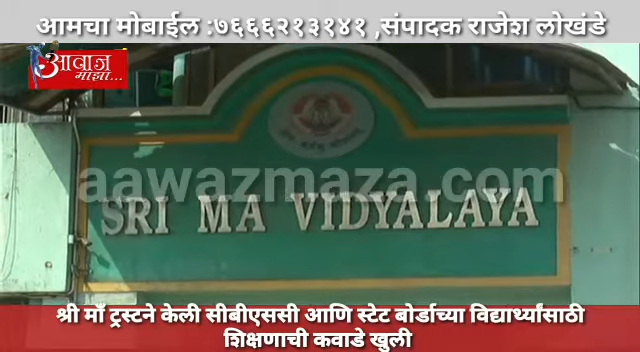 आमचा मोबाईल :७६६६२१३१४१ ,संपादक राजेश लोखंडे
आवाज
माझा...
aawazmaza.com
SRI MA VIDYALAYA
श्री माँ ट्रस्टने केली सीबीएससी आणि स्टेट बोर्डाच्या विद्यार्थ्यांसाठी
शिक्षणाची कवाडे खुली